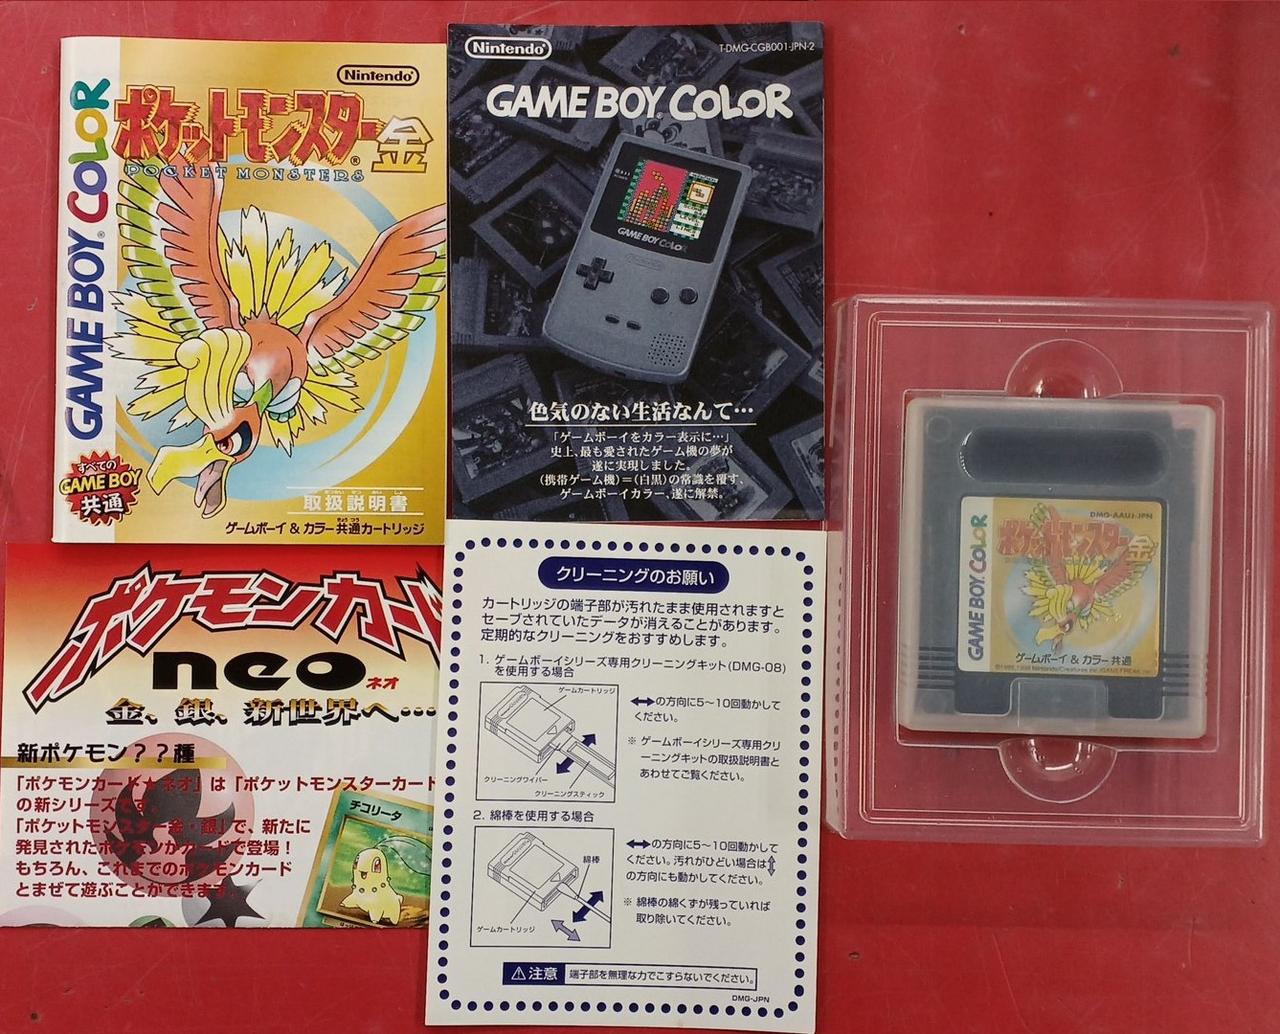 Nintendo
GAME BOY COLOR
ポケットモンスター金
POCKET MONSTERS
すべての
GAME BOY
共通
取扱説明書
ゲームボーイ & カラー共通カートリッジ
Nintendo
T-DMG-CGB001-JPN-2
GAME BOY COLOR
GAME BOY COLOR
色気のない生活なんて…
「ゲームボーイをカラー表示に…」
史上、最も愛されたゲーム機の夢が
遂に実現しました。
(携帯ゲーム機)=(白黒)の常識を覆す、
ゲームボーイカラー、遂に解禁。
ポケモンカード
neo ネオ
金、銀、新世界へ…
新ポケモン??種
「ポケモンカード★ネオ」は「ポケットモンスターカード
の新シリーズです。
「ポケットモンスター金・銀」で、新たに
発見されたポケモンがカードで登場!
もちろん、これまでのポケモンカード
とまぜて遊ぶことができます。
チコリータ
クリーニングのお願い
カートリッジの端子部が汚れたまま使用されますと
セーブされていたデータが消えることがあります。
定期的なクリーニングをおすすめします。
1. ゲームボーイシリーズ専用クリーニングキット(DMG-08)
を使用する場合
ゲームカートリッジ
クリーニングワイパー
クリーニングスティック
⇔の方向に5〜10回動かして
ください。
※ ゲームボーイシリーズ専用クリ
ーニングキットの取扱説明書と
あわせてご覧ください。
2. 綿棒を使用する場合
綿棒
ゲームカートリッジ
⇔の方向に5〜10回動かして
ください。汚れがひどい場合は⇕
の方向にも動かしてください。
※ 綿棒の綿くずが残っていれば
取り除いてください。
⚠注意 端子部を無理な力でこすらないでください。
DMG-JPN
DMG-AAUJ-JPN
GAME BOY COLOR
ポケットモンスター金
ゲームボーイ & カラー 共通